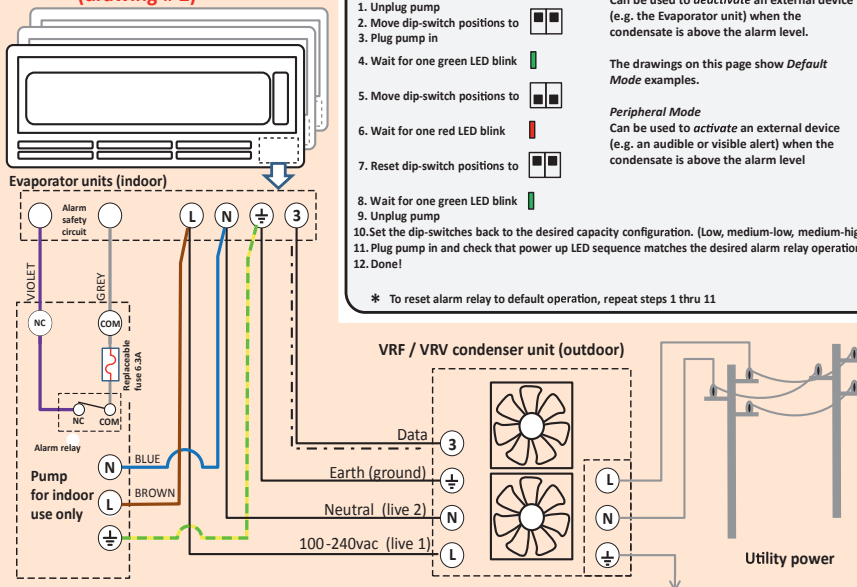 (drawing # 2)
1. Unplug pump
2. Move dip-switch positions to
3. Plug pump in
4. Wait for one green LED blink
5. Move dip-switch positions to
6. Wait for one red LED blink
7. Reset dip-switch positions to
8. Wait for one green LED blink
9. Unplug pump
10.Set the dip-switches back to the desired capacity configuration. (Low, medium-low, medium-hig
11. Plug pump in and check that power up LED sequence matches the desired alarm relay operation
12. Done!
* To reset alarm relay to default operation, repeat steps 1 thru 11
Can be used to deactivate an external device
(e.g. the Evaporator unit) when the
condensate is above the alarm level.
The drawings on this page show Default
Mode examples.
Peripheral Mode
Can be used to activate an external device
(e.g. an audible or visible alert) when the
condensate is above the alarm level
Evaporator units (indoor)
Alarm
safety
circuit
L
N
3
VIOLET
GREY
NC
COM
Replaceable
fuse 6.3A
NC
COM
Alarm relay
Pump
for indoor
use only
N
BLUE
L
BROWN
VRF / VRV condenser unit (outdoor)
Data
3
Earth (ground)
Neutral (live 2)
N
100-240vac (live 1)
L
L
N
Utility power